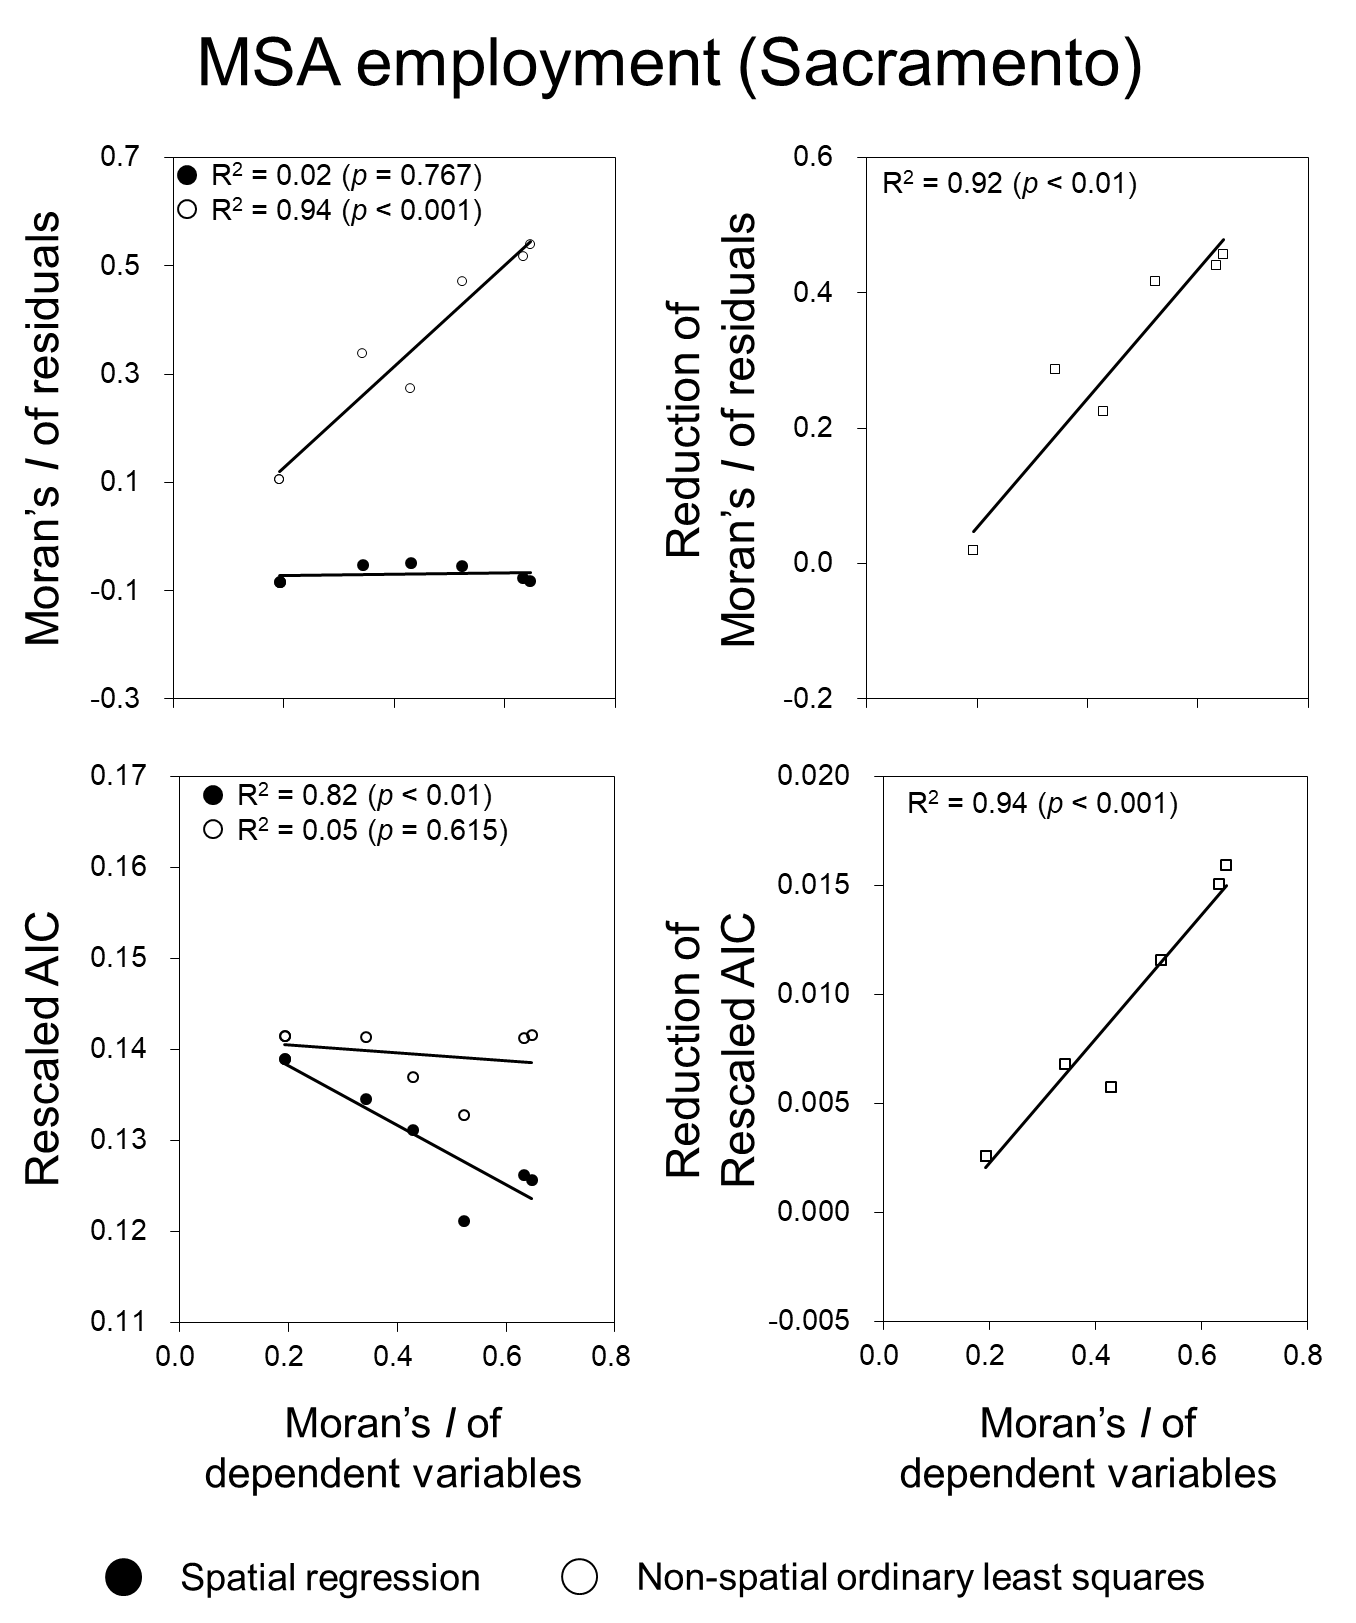 MSA employment (Sacramento)
R² = 0.02 (p = 0.767)
R² = 0.94 (p < 0.001)
0.7
0.5
0.3
0.1
-0.1
-0.3
Moran’s I of residuals
R² = 0.92 (p < 0.01)
0.6
0.4
0.2
0.0
-0.2
Reduction of
Moran’s I of residuals
R² = 0.82 (p < 0.01)
R² = 0.05 (p = 0.615)
0.17
0.16
0.15
0.14
0.13
0.12
0.11
Rescaled AIC
0.0 0.2 0.4 0.6 0.8
Moran’s I of
dependent variables
R² = 0.94 (p < 0.001)
0.020
0.015
0.010
0.005
0.000
-0.005
Reduction of
Rescaled AIC
0.0 0.2 0.4 0.6 0.8
Moran’s I of
dependent variables
Spatial regression
Non-spatial ordinary least squares